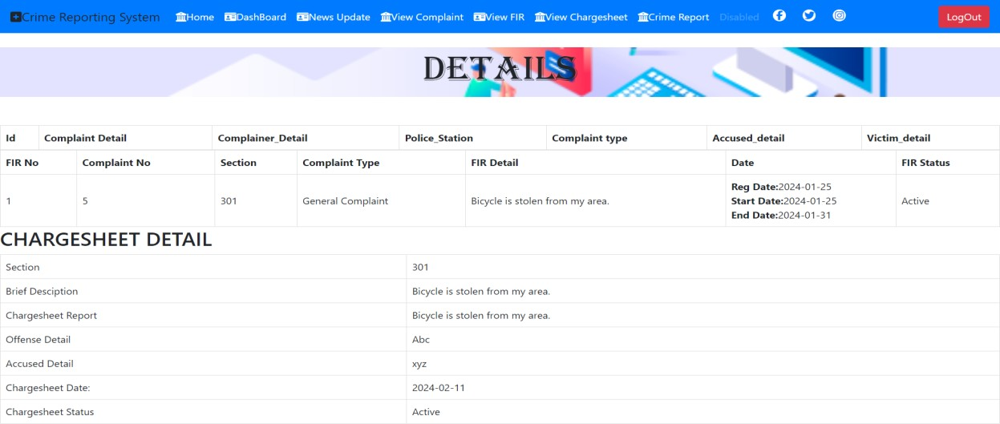 Crime Reporting System Home DashBoard News Update View Complaint View FIR View Chargesheet Crime Report Disabled LogOut
DETAILS
Id Complaint Detail Complainer_Detail Police_Station Complaint type Accused_detail Victim_detail
FIR No Complaint No Section Complaint Type FIR Detail Date FIR Status
1 5 301 General Complaint Bicycle is stolen from my area. Reg Date:2024-01-25 Active
Start Date:2024-01-25
End Date:2024-01-31
CHARGESHEET DETAIL
Section 301
Brief Desciption Bicycle is stolen from my area.
Chargesheet Report Bicycle is stolen from my area.
Offense Detail Abc
Accused Detail xyz
Chargesheet Date: 2024-02-11
Chargesheet Status Active